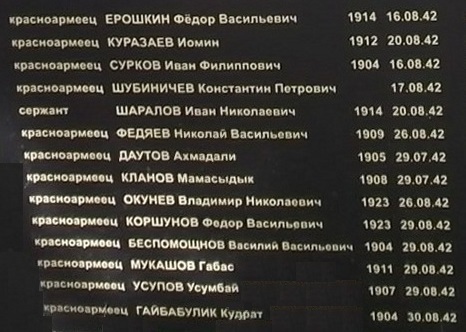 красноармеец ЕРОШКИН Фёдор Васильевич 1914 16.08.42
красноармеец КУРАЗАЕВ Иомин 1912 20.08.42
красноармеец СУРКОВ Иван Филиппович 1904 16.08.42
красноармеец ШУБИНИЧЕВ Константин Петрович 17.08.42
сержант ШАРАЛОВ Иван Николаевич 1914 20.08.42
красноармеец ФЕДЯЕВ Николай Васильевич 1909 26.08.42
красноармеец ДАУТОВ Ахмадали 1905 29.07.42
красноармеец КЛАНОВ Мамасыдык 1908 29.07.42
красноармеец ОКУНЕВ Владимир Николаевич 1923 26.08.42
красноармеец КОРШУНОВ Федор Васильевич 1923 29.08.42
красноармеец БЕСПОМОЩНОВ Василий Васильевич 1904 29.08.42
красноармеец МУКАШОВ Габас 1911 29.08.42
красноармеец УСУПОВ Усумбай 1907 29.08.42
красноармеец ГАЙБАБУЛИК Кудрат 1904 30.08.42